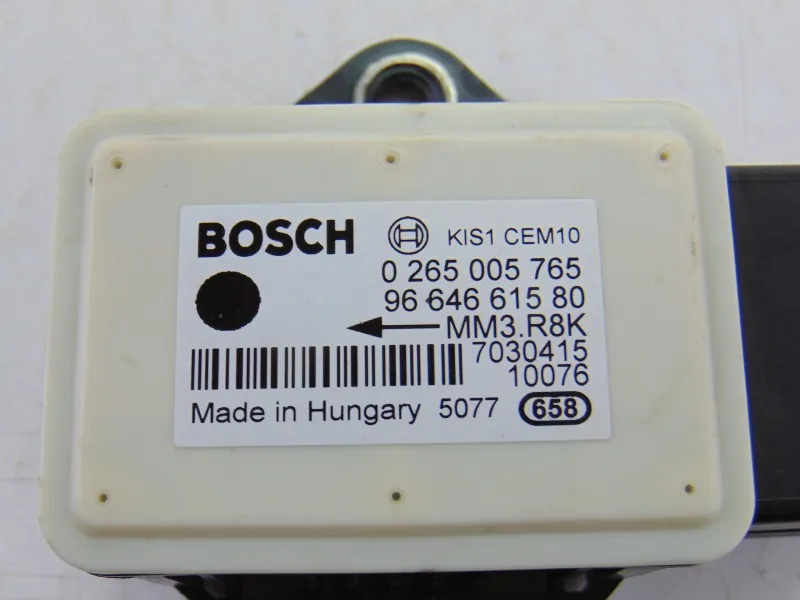 BOSCH KIS1 CEM10
0 265 005 765
96 646 615 80
MM3.R8K
7030415
10076
Made in Hungary 5077 658